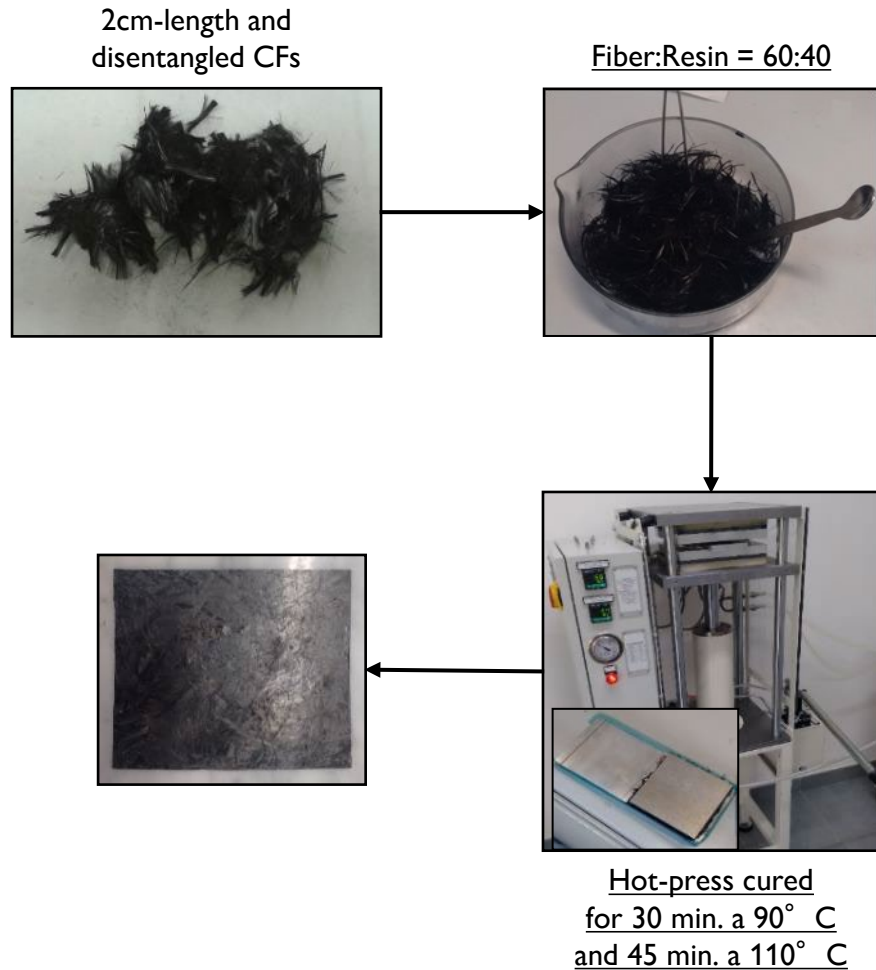 2cm-length and
disentangled CFs
Fiber:Resin = 60:40
Hot-press cured
for 30 min. a 90° C
and 45 min. a 110° C